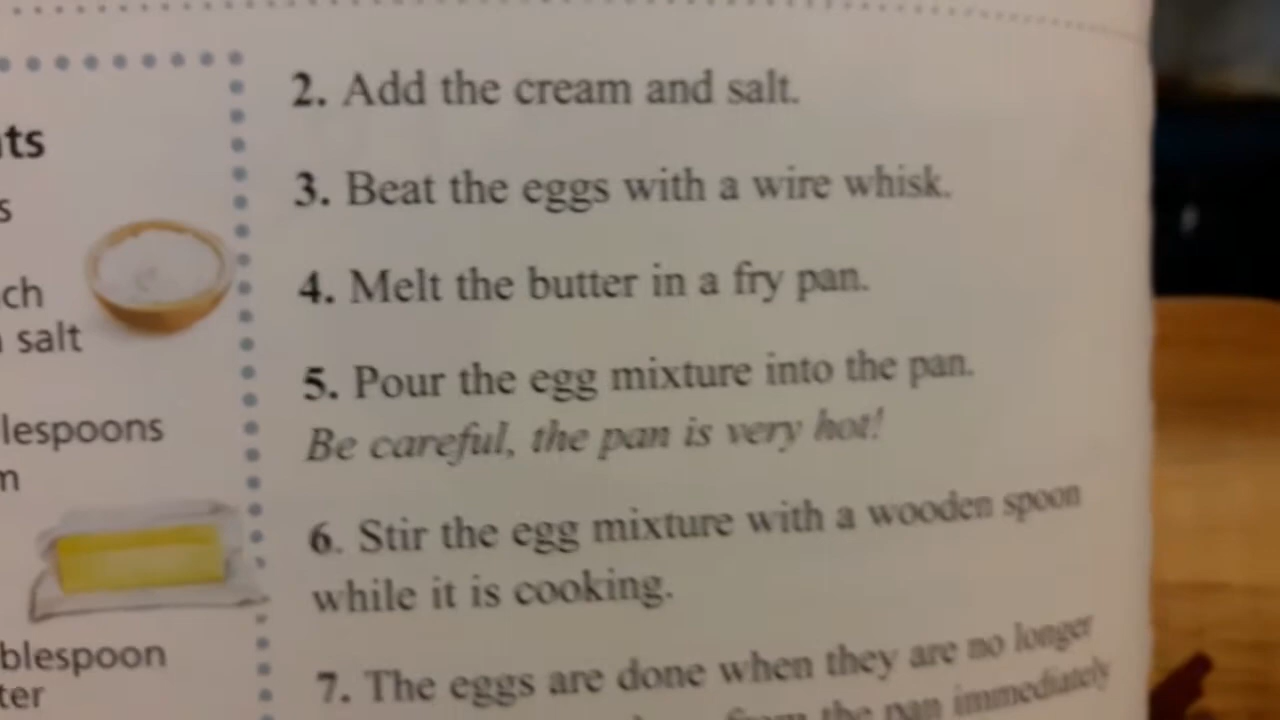 ts
s
ch
salt
lespoons
m
blespoon
ter
2. Add the cream and salt.
3. Beat the eggs with a wire whisk.
4. Melt the butter in a fry pan.
5. Pour the egg mixture into the pan.
Be careful, the pan is very hot!
6. Stir the egg mixture with a wooden spoon
while it is cooking.
7. The eggs are done when they are no longer
from the pan immediately